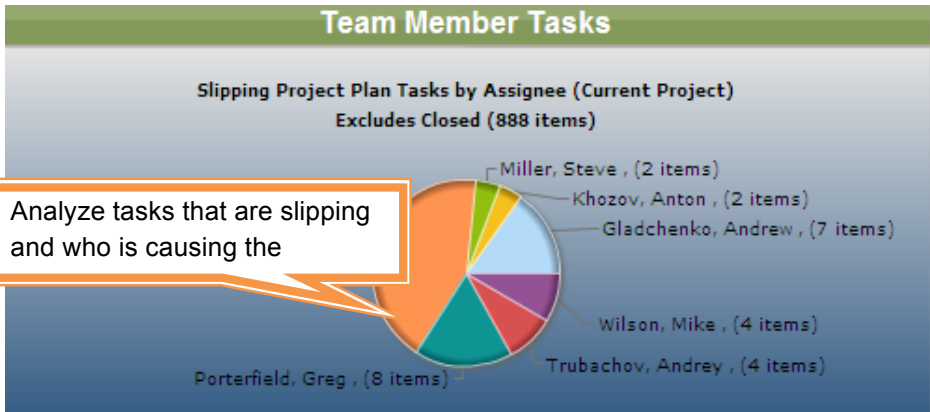 Team Member Tasks
Slipping Project Plan Tasks by Assignee (Current Project)
Excludes Closed (888 items)
Miller, Steve , (2 items)
Khozov, Anton , (2 items)
Gladchenko, Andrew , (7 items)
Analyze tasks that are slipping
and who is causing the
Wilson, Mike , (4 items)
Trubachov, Andrey , (4 items)
Porterfield, Greg , (8 items)